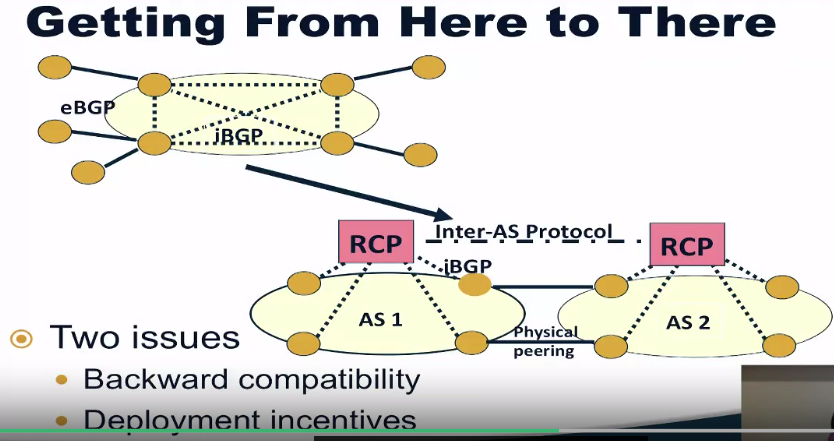 Getting From Here to There
eBGP
iBGP
RCP
Inter-AS Protocol
RCP
iBGP
AS 1
AS 2
Physical
peering
Two issues
Backward compatibility
Deployment incentives